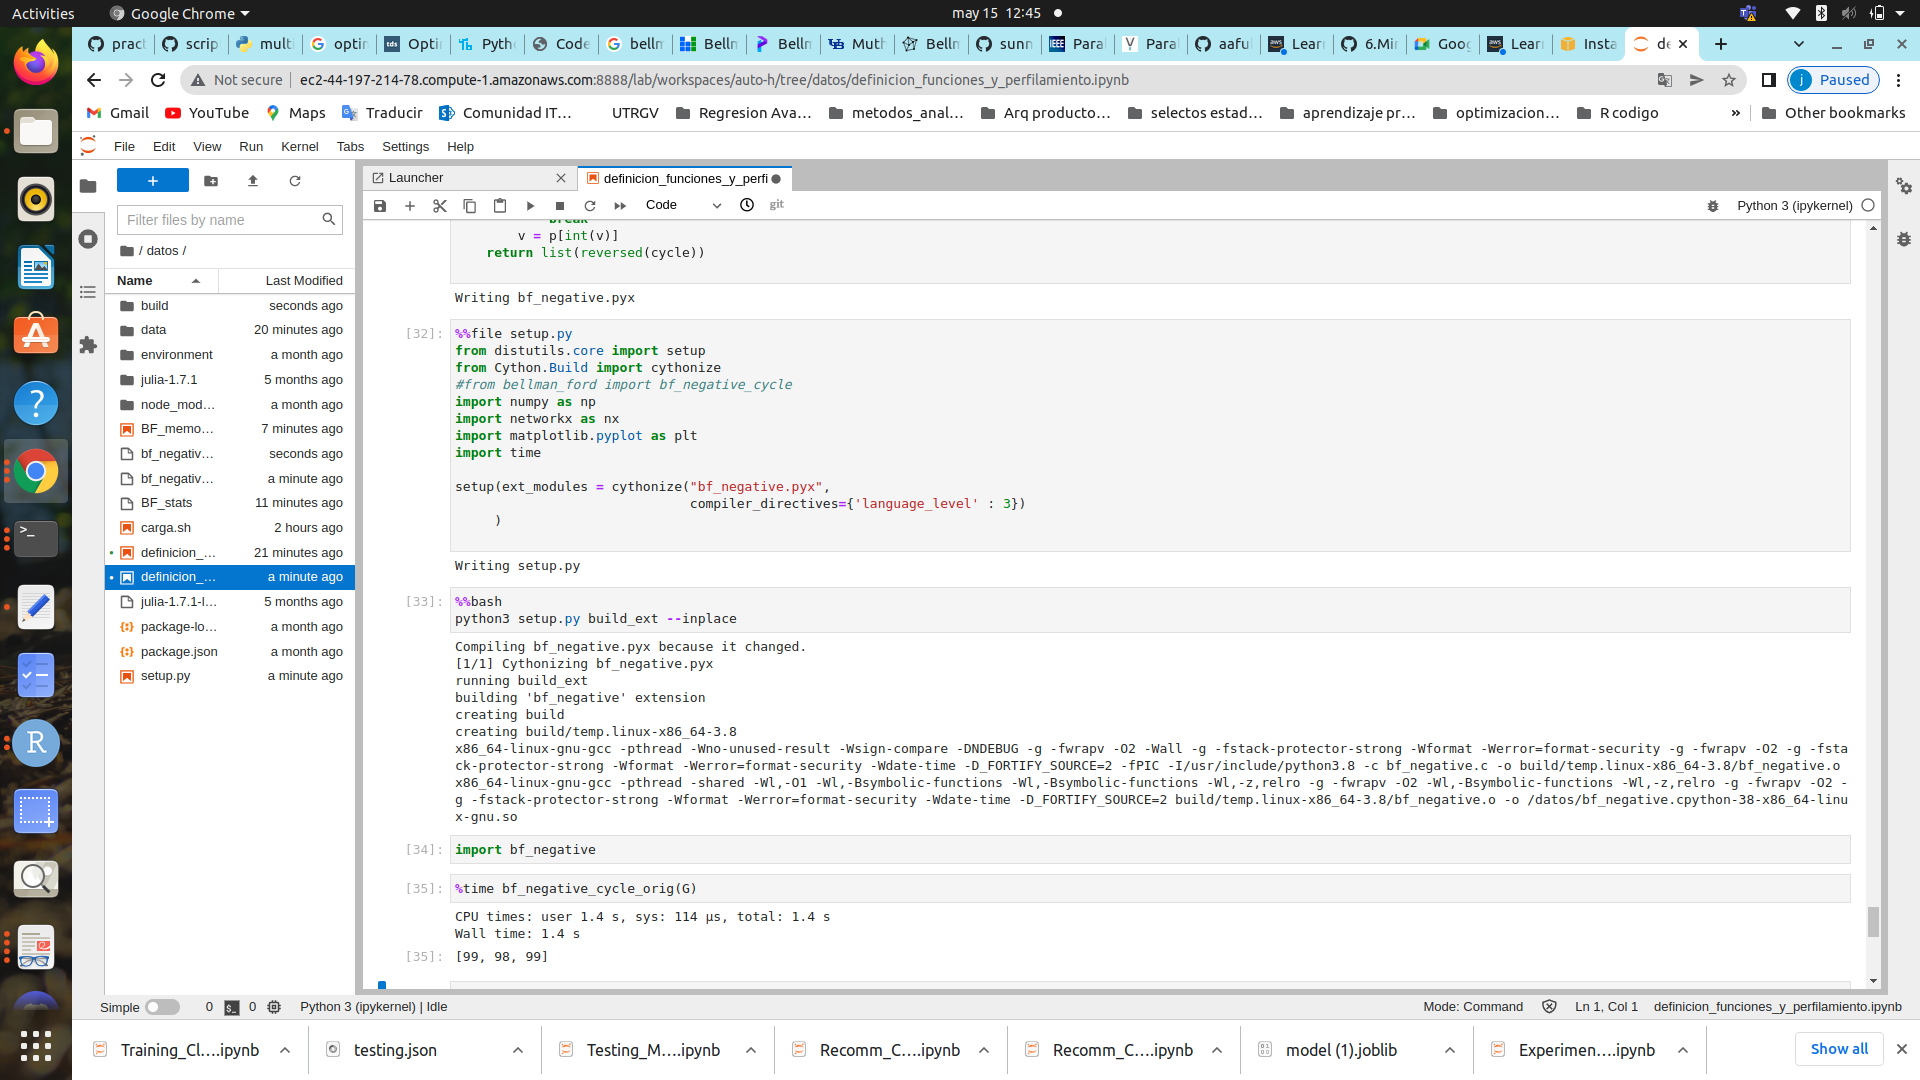 Activities
Google Chrome
may 15 12:45
pract
scrip
multi
optin
Opti
Pyth
Code
bellm
Belln
Belln
Muth
Belln
sunn
Para
Para
aaful
Lear
6.Mir
Goog
Lear
Insta
de
Not secure
ec2-44-197-214-78.compute-1.amazonaws.com:8888/lab/workspaces/auto-h/tree/datos/definicion_funciones_y_perfilamiento.ipynb
Paused
Gmail
YouTube
Maps
Traducir
Comunidad IT…
UTRGV
Regresion Ava…
metodos_anal…
Arq producto…
selectos estad…
aprendizaje pr…
optimizacion…
R codigo
»
Other bookmarks
File Edit View Run Kernel Tabs Settings Help
Launcher
definicion_funciones_y_perfi
Code
git
Python 3 (ipykernel)
Filter files by name
/ datos /
Name Last Modified
build seconds ago
data 20 minutes ago
environment a month ago
julia-1.7.1 5 months ago
node_mod… a month ago
BF_memo… 7 minutes ago
bf_negativ… seconds ago
bf_negativ… a minute ago
BF_stats 11 minutes ago
carga.sh 2 hours ago
definicion_… 21 minutes ago
definicion_… a minute ago
julia-1.7.1-l… 5 months ago
package-lo… a month ago
package.json a month ago
setup.py a minute ago
break
v = p[int(v)]
return list(reversed(cycle))
Writing bf_negative.pyx
[32]:
%%file setup.py
from distutils.core import setup
from Cython.Build import cythonize
#from bellman_ford import bf_negative_cycle
import numpy as np
import networkx as nx
import matplotlib.pyplot as plt
import time
setup(ext_modules = cythonize("bf_negative.pyx",
compiler_directives={'language_level' : 3})
)
Writing setup.py
[33]:
%%bash
python3 setup.py build_ext --inplace
Compiling bf_negative.pyx because it changed.
[1/1] Cythonizing bf_negative.pyx
running build_ext
building 'bf_negative' extension
creating build
creating build/temp.linux-x86_64-3.8
x86_64-linux-gnu-gcc -pthread -Wno-unused-result -Wsign-compare -DNDEBUG -g -fwrapv -O2 -Wall -g -fstack-protector-strong -Wformat -Werror=format-security -g -fwrapv -O2 -g -fsta
ck-protector-strong -Wformat -Werror=format-security -Wdate-time -D_FORTIFY_SOURCE=2 -fPIC -I/usr/include/python3.8 -c bf_negative.c -o build/temp.linux-x86_64-3.8/bf_negative.o
x86_64-linux-gnu-gcc -pthread -shared -Wl,-O1 -Wl,-Bsymbolic-functions -Wl,-Bsymbolic-functions -Wl,-z,relro -g -fwrapv -O2 -Wl,-Bsymbolic-functions -Wl,-z,relro -g -fwrapv -O2 -
g -fstack-protector-strong -Wformat -Werror=format-security -Wdate-time -D_FORTIFY_SOURCE=2 build/temp.linux-x86_64-3.8/bf_negative.o -o /datos/bf_negative.cpython-38-x86_64-linu
x-gnu.so
[34]:
import bf_negative
[35]:
%time bf_negative_cycle_orig(G)
CPU times: user 1.4 s, sys: 114 µs, total: 1.4 s
Wall time: 1.4 s
[35]:
[99, 98, 99]
Simple
0
0
Python 3 (ipykernel) | Idle
Mode: Command
Ln 1, Col 1
definicion_funciones_y_perfilamiento.ipynb
Training_Cl….ipynb
testing.json
Testing_M….ipynb
Recomm_C….ipynb
Recomm_C….ipynb
model (1).joblib
Experimen….ipynb
Show all